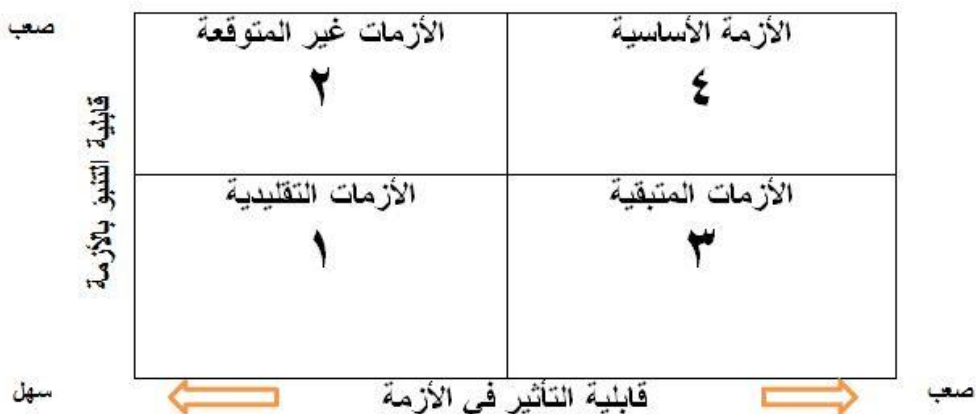 صعب
الأزمة الأساسية
٤
الأزمات غير المتوقعة
٢
قابلية التنبؤ بالأزمة
الأزمات المتبقية
٣
الأزمات التقليدية
١
صعب
قابلية التأثير في الأزمة
سهل